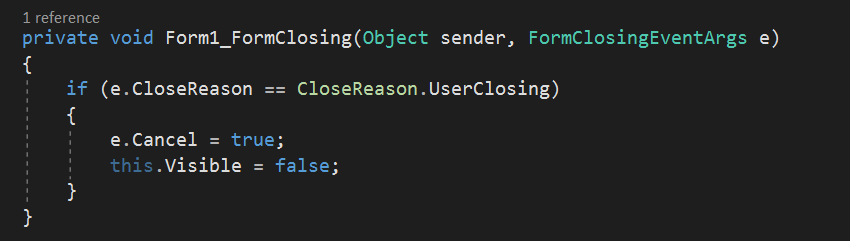 1 reference
private void Form1_FormClosing(Object sender, FormClosingEventArgs e)
{
if (e.CloseReason == CloseReason.UserClosing)
{
e.Cancel = true;
this.Visible = false;
}
}